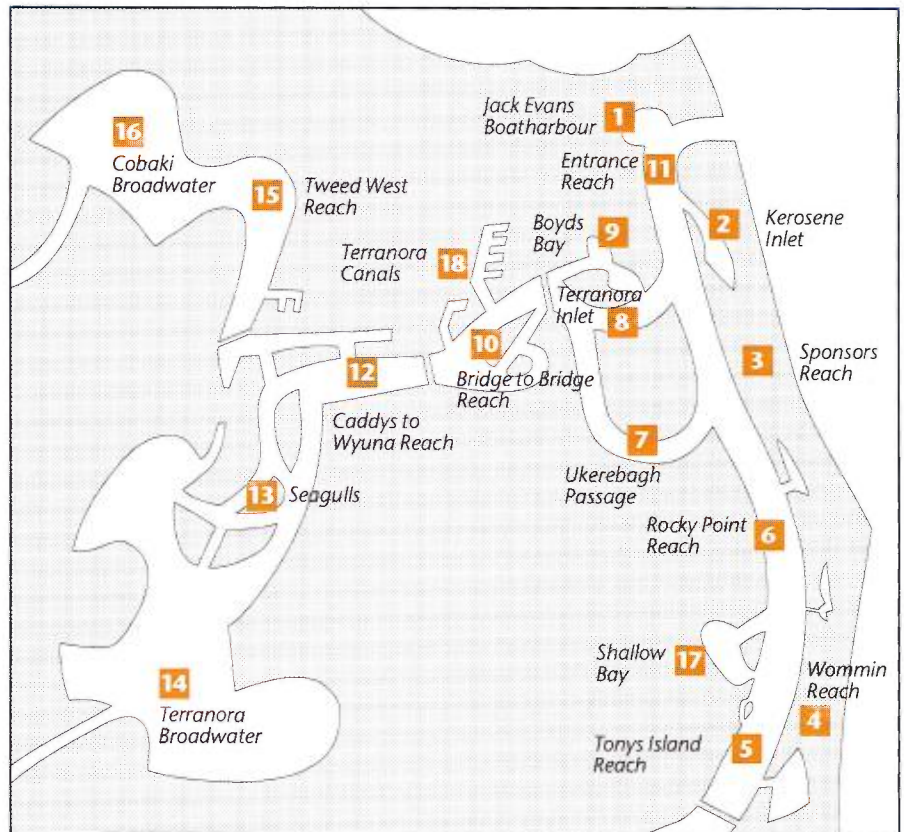 Jack Evans
Boatharbour
1
Entrance
Reach
11
16
Cobaki
Broadwater
15
Tweed West
Reach
Boyds
Bay
9
2
Kerosene
Inlet
Terranora
Canals
18
Terranora
Inlet
8
10
Bridge to Bridge
Reach
3
Sponsors
Reach
12
Caddys to
Wyuna Reach
7
Ukerebagh
Passage
13
Seagulls
Rocky Point
Reach
6
Shallow
Bay
17
Wommin
Reach
4
14
Terranora
Broadwater
Tonys Island
Reach
5